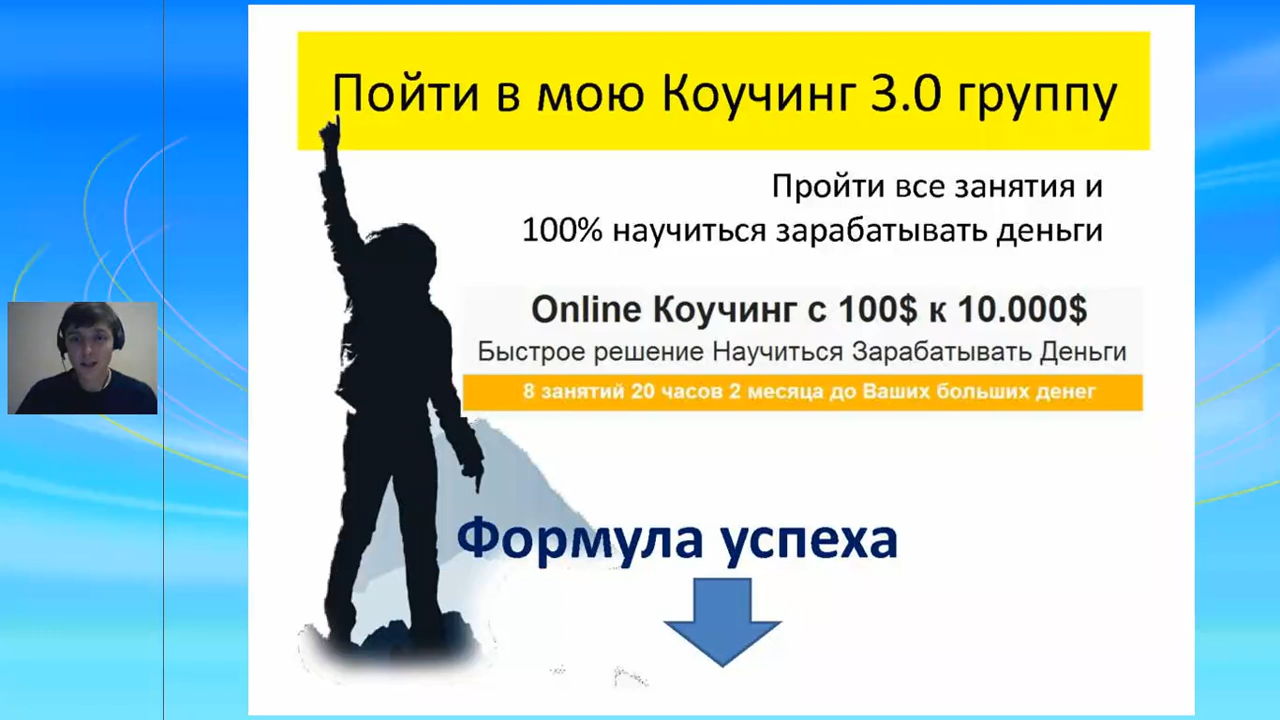 Пойти в мою Коучинг 3.0 группу
Пройти все занятия и
100% научиться зарабатывать деньги
Online Коучинг с 100$ к 10.000$
Быстрое решение Научиться Зарабатывать Деньги
8 занятий 20 часов 2 месяца до Ваших больших денег
Формула успеха